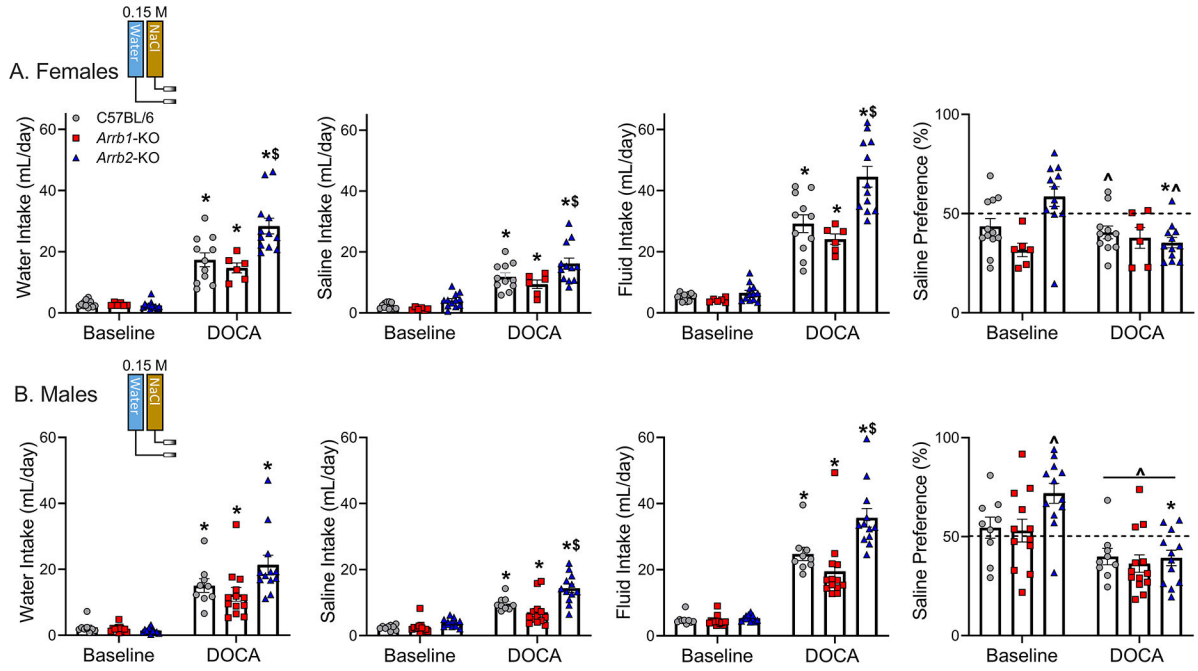 0.15 M
Water
NaCl
A. Females
C57BL/6
Arrb1-KO
Arrb2-KO
Water Intake (mL/day)
60
40
20
0
* * *$
Baseline DOCA
Saline Intake (mL/day)
60
40
20
0
* * *$
Baseline DOCA
Fluid Intake (mL/day)
60
40
20
0
* * *$
Baseline DOCA
Saline Preference (%)
100
50
0
^ *^
Baseline DOCA
0.15 M
Water
NaCl
B. Males
Water Intake (mL/day)
60
40
20
0
* * *
Baseline DOCA
Saline Intake (mL/day)
60
40
20
0
* * *$
Baseline DOCA
Fluid Intake (mL/day)
60
40
20
0
* * *$
Baseline DOCA
Saline Preference (%)
100
50
0
^ ^ *
Baseline DOCA